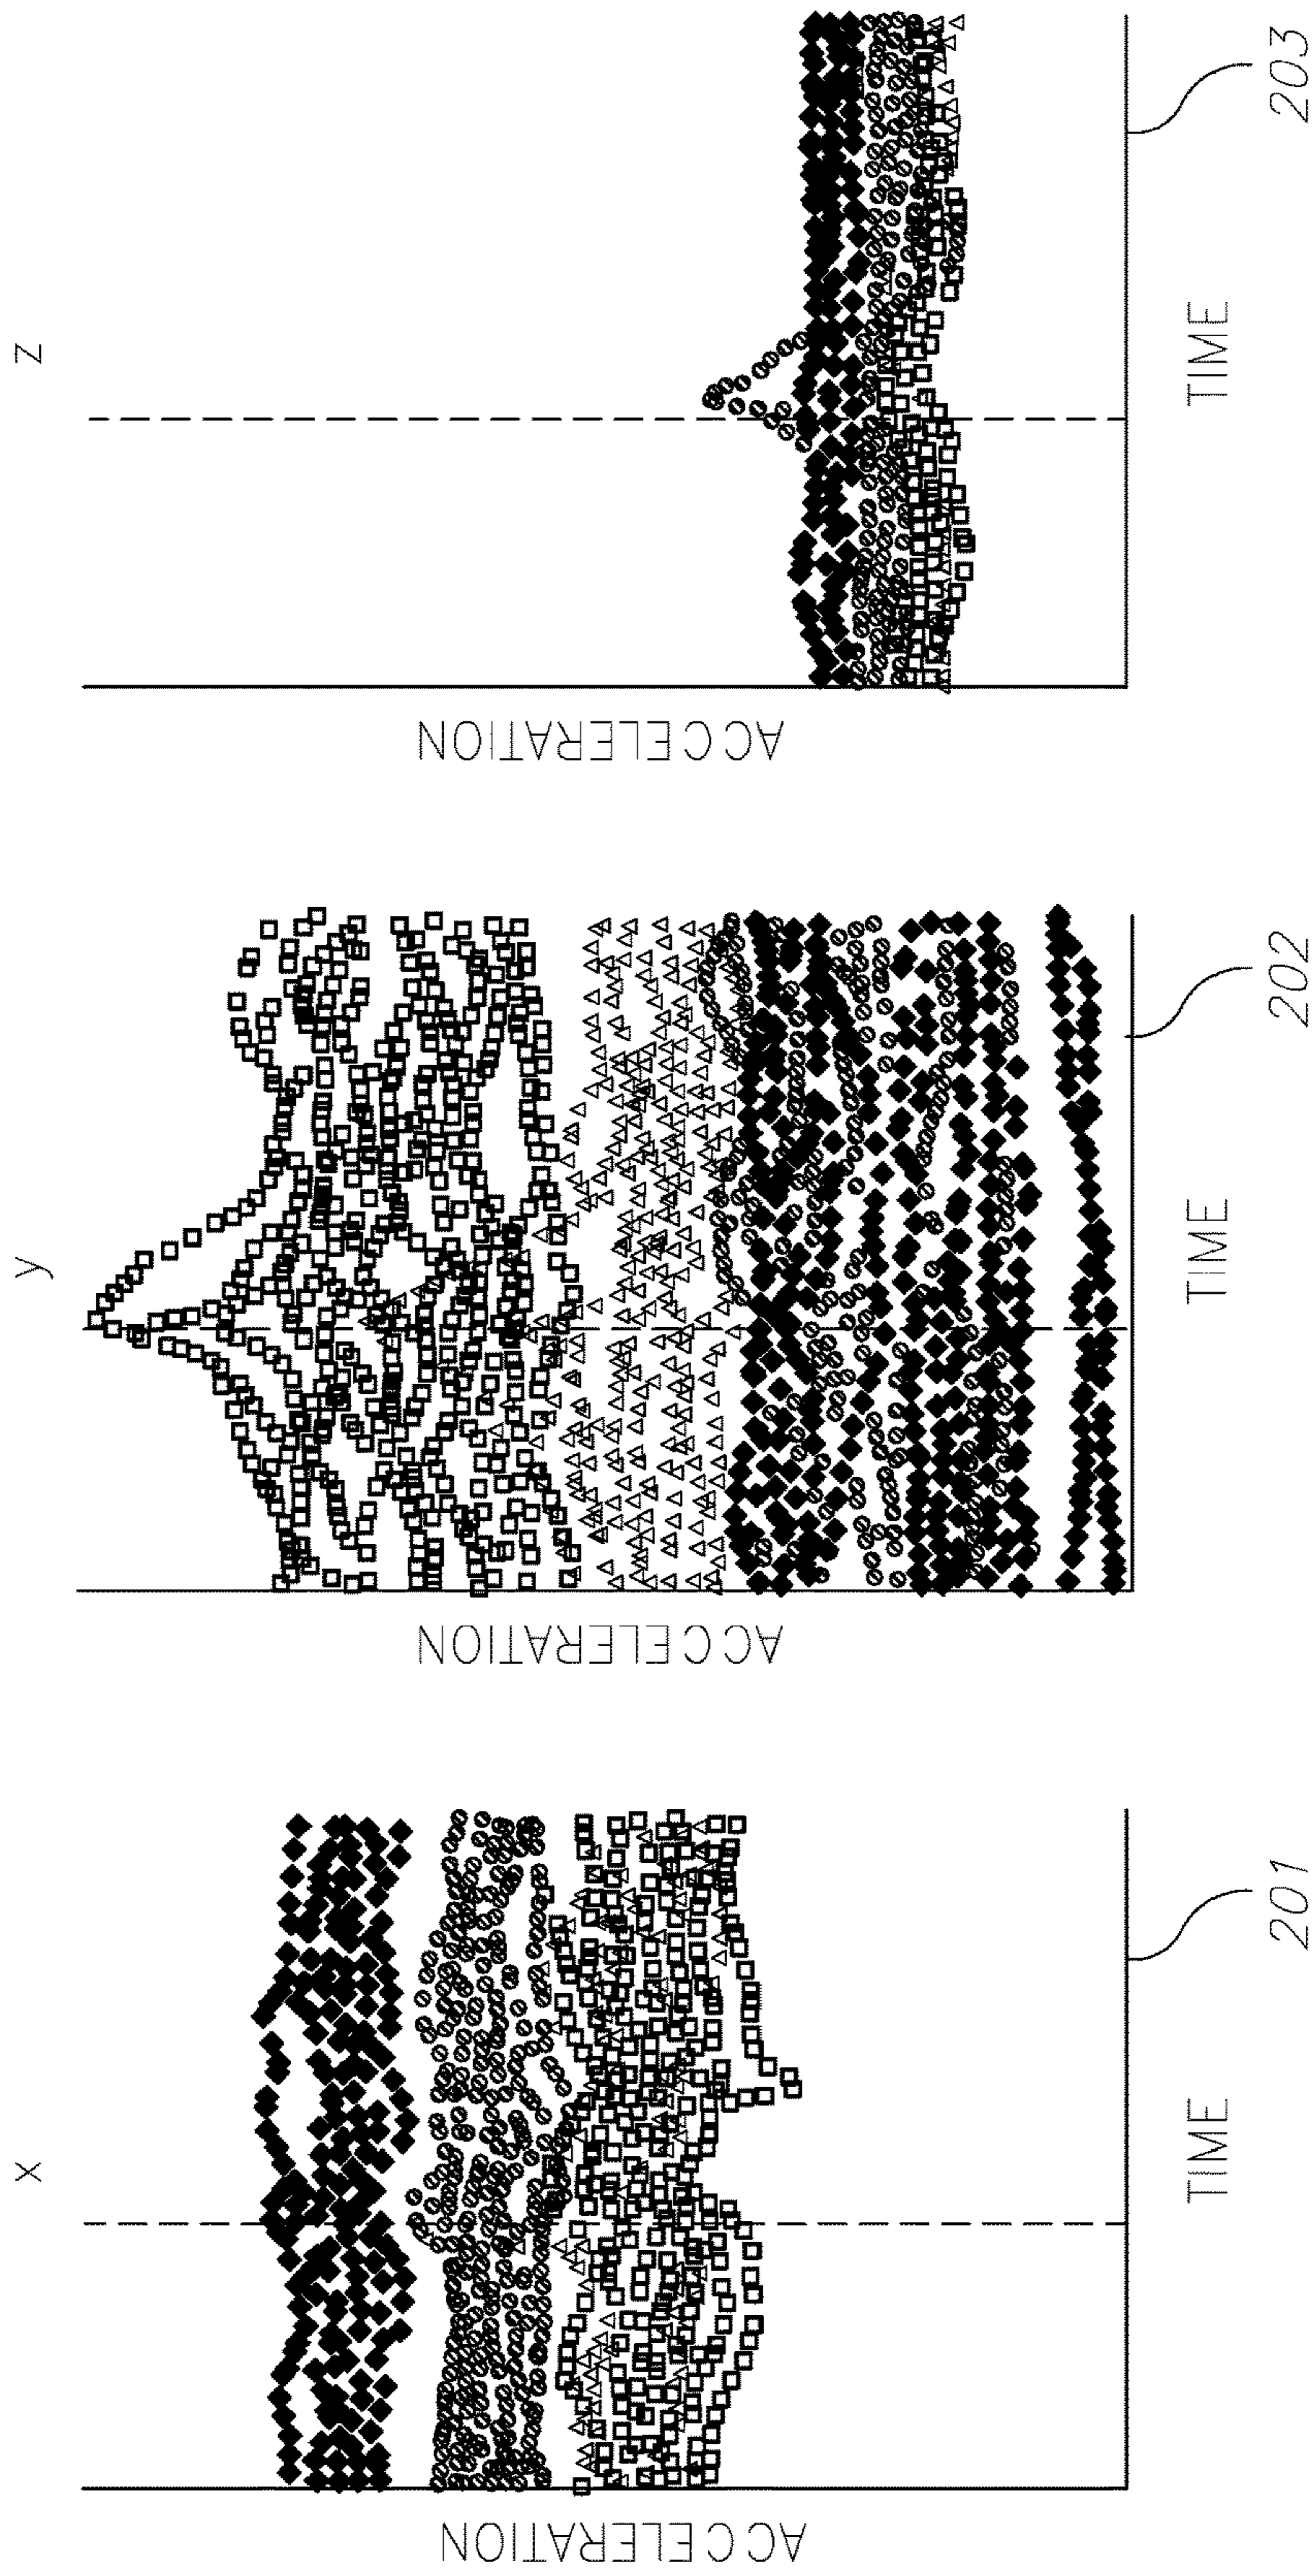 x
ACCELERATION
TIME
201
y
ACCELERATION
TIME
202
z
ACCELERATION
TIME
203